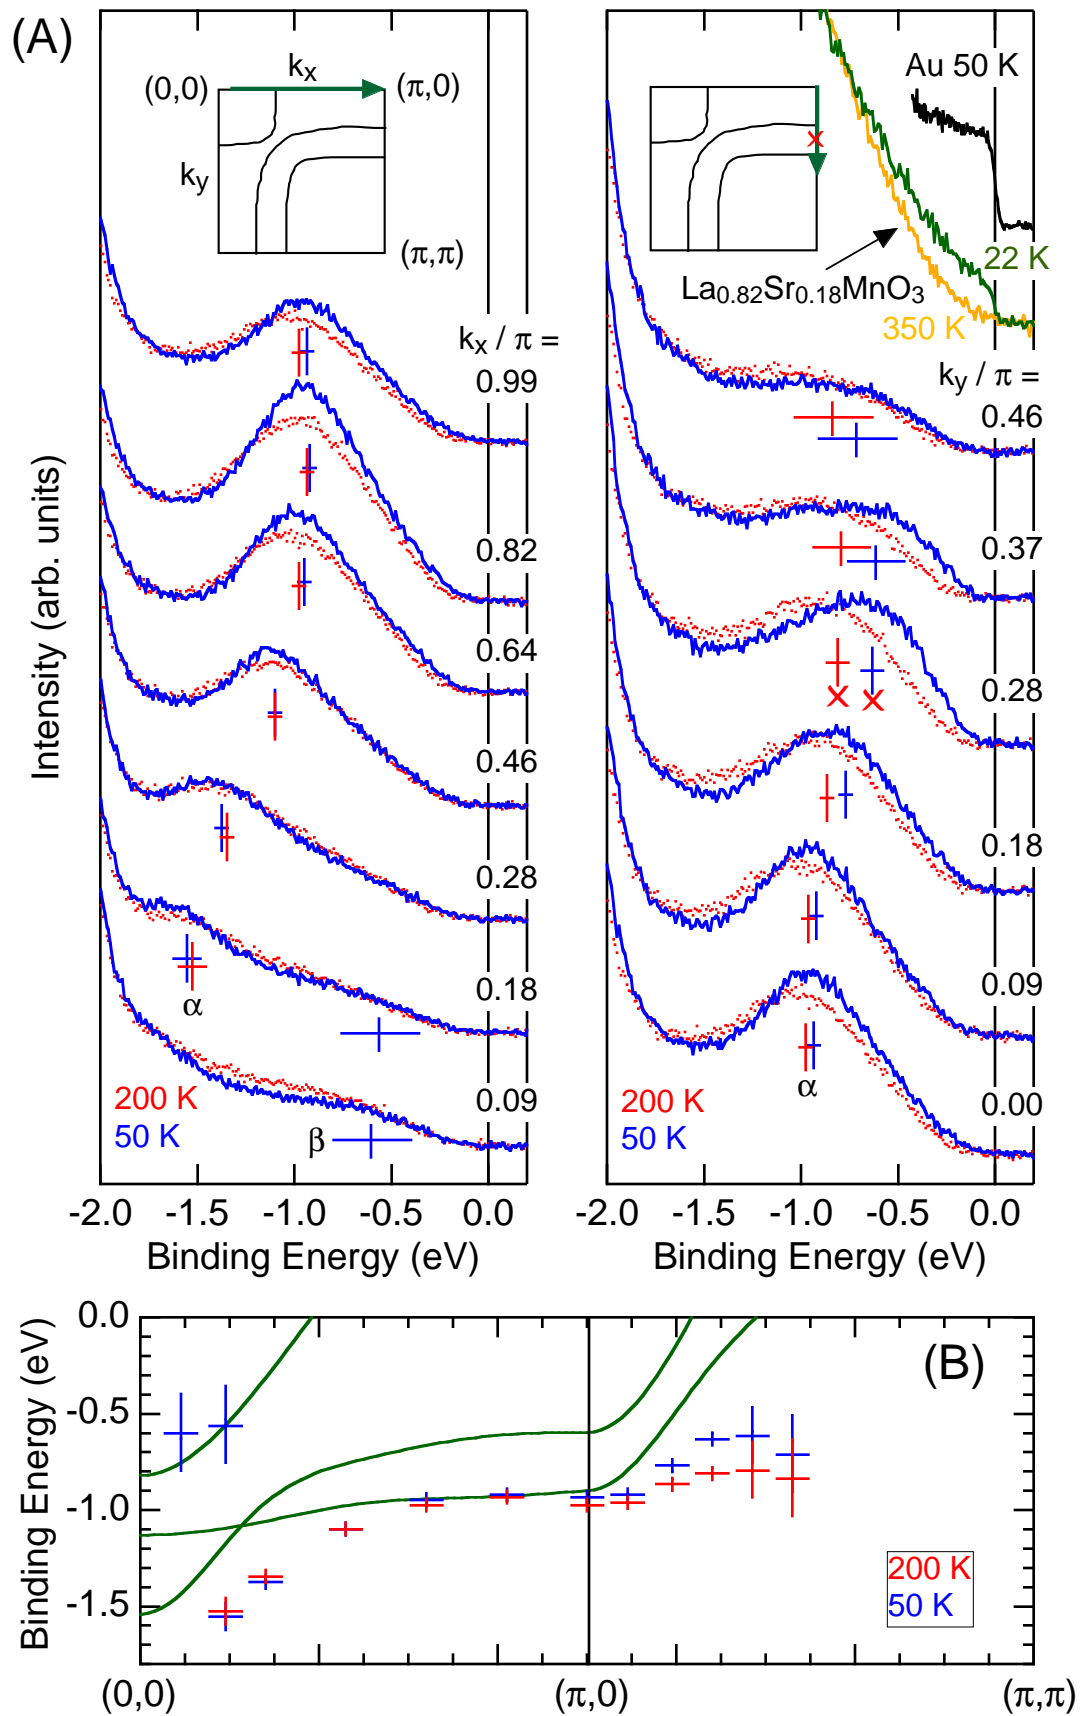 (A)
(0,0)
kx
(π,0)
ky
(π,π)
kx / π =
0.99
0.82
0.64
0.46
0.28
0.18
0.09
α
β
200 K
50 K
Intensity (arb. units)
-2.0 -1.5 -1.0 -0.5 0.0
Binding Energy (eV)
Au 50 K
22 K
La0.82Sr0.18MnO3
350 K
ky / π =
0.46
0.37
0.28
0.18
0.09
0.00
α
200 K
50 K
-2.0 -1.5 -1.0 -0.5 0.0
Binding Energy (eV)
(B)
0.0
-0.5
-1.0
-1.5
Binding Energy (eV)
200 K
50 K
(0,0) (π,0) (π,π)